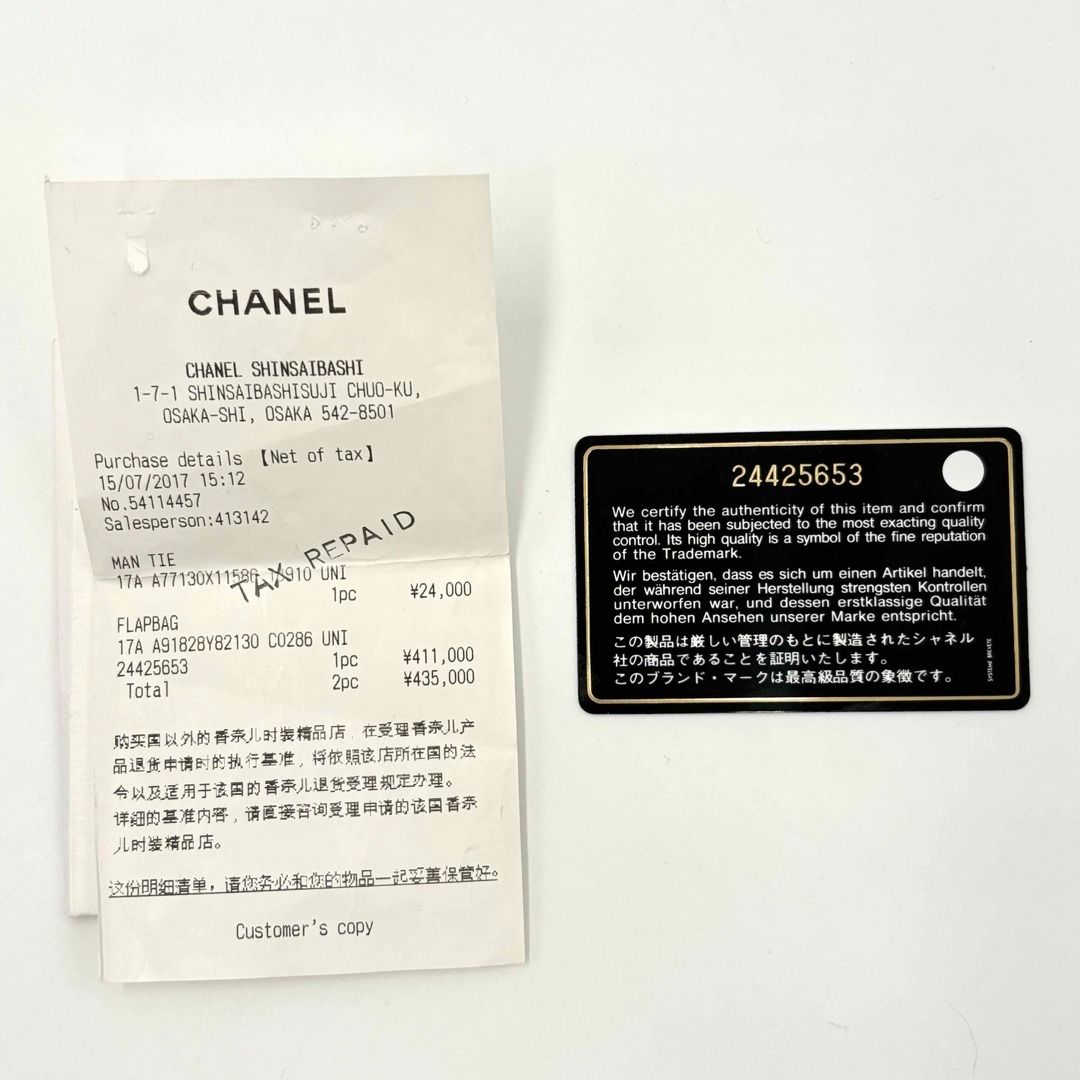 CHANEL
CHANEL SHINSAIBASHI
1-7-1 SHINSAIBASHISUJI CHUO-KU,
OSAKA-SHI, OSAKA 542-8501
Purchase details 【Net of tax】
15/07/2017 15:12
No.54114457
Salesperson:413142
TAX REPAID
MAN TIE
17A A77130X11586 UNI
1pc ¥24,000
FLAPBAG
17A A91828Y82130 C0286 UNI
24425653 1pc ¥411,000
Total 2pc ¥435,000
购买国以外的香奈儿时装精品店，在受理香奈儿产
品退货申请时的执行基准，将依照该店所在国的法
令以及适用于该国的香奈儿退货受理规定办理。
详细的基准内容，请直接咨询受理申请的该国香奈
儿时装精品店。
这份明细清单，请您务必和您的物品一起妥善保管好。
Customer's copy
24425653
We certify the authenticity of this item and confirm
that it has been subjected to the most exacting quality
control. Its high quality is a symbol of the fine reputation
of the Trademark.
Wir bestätigen, dass es sich um einen Artikel handelt,
der während seiner Herstellung strengsten Kontrollen
unterworfen war, und dessen erstklassige Qualität
dem hohen Ansehen unserer Marke entspricht.
この製品は厳しい管理のもとに製造されたシャネル
社の商品であることを証明いたします。
このブランド・マークは最高級品質の象徴です。
SYSTEME BREVETE